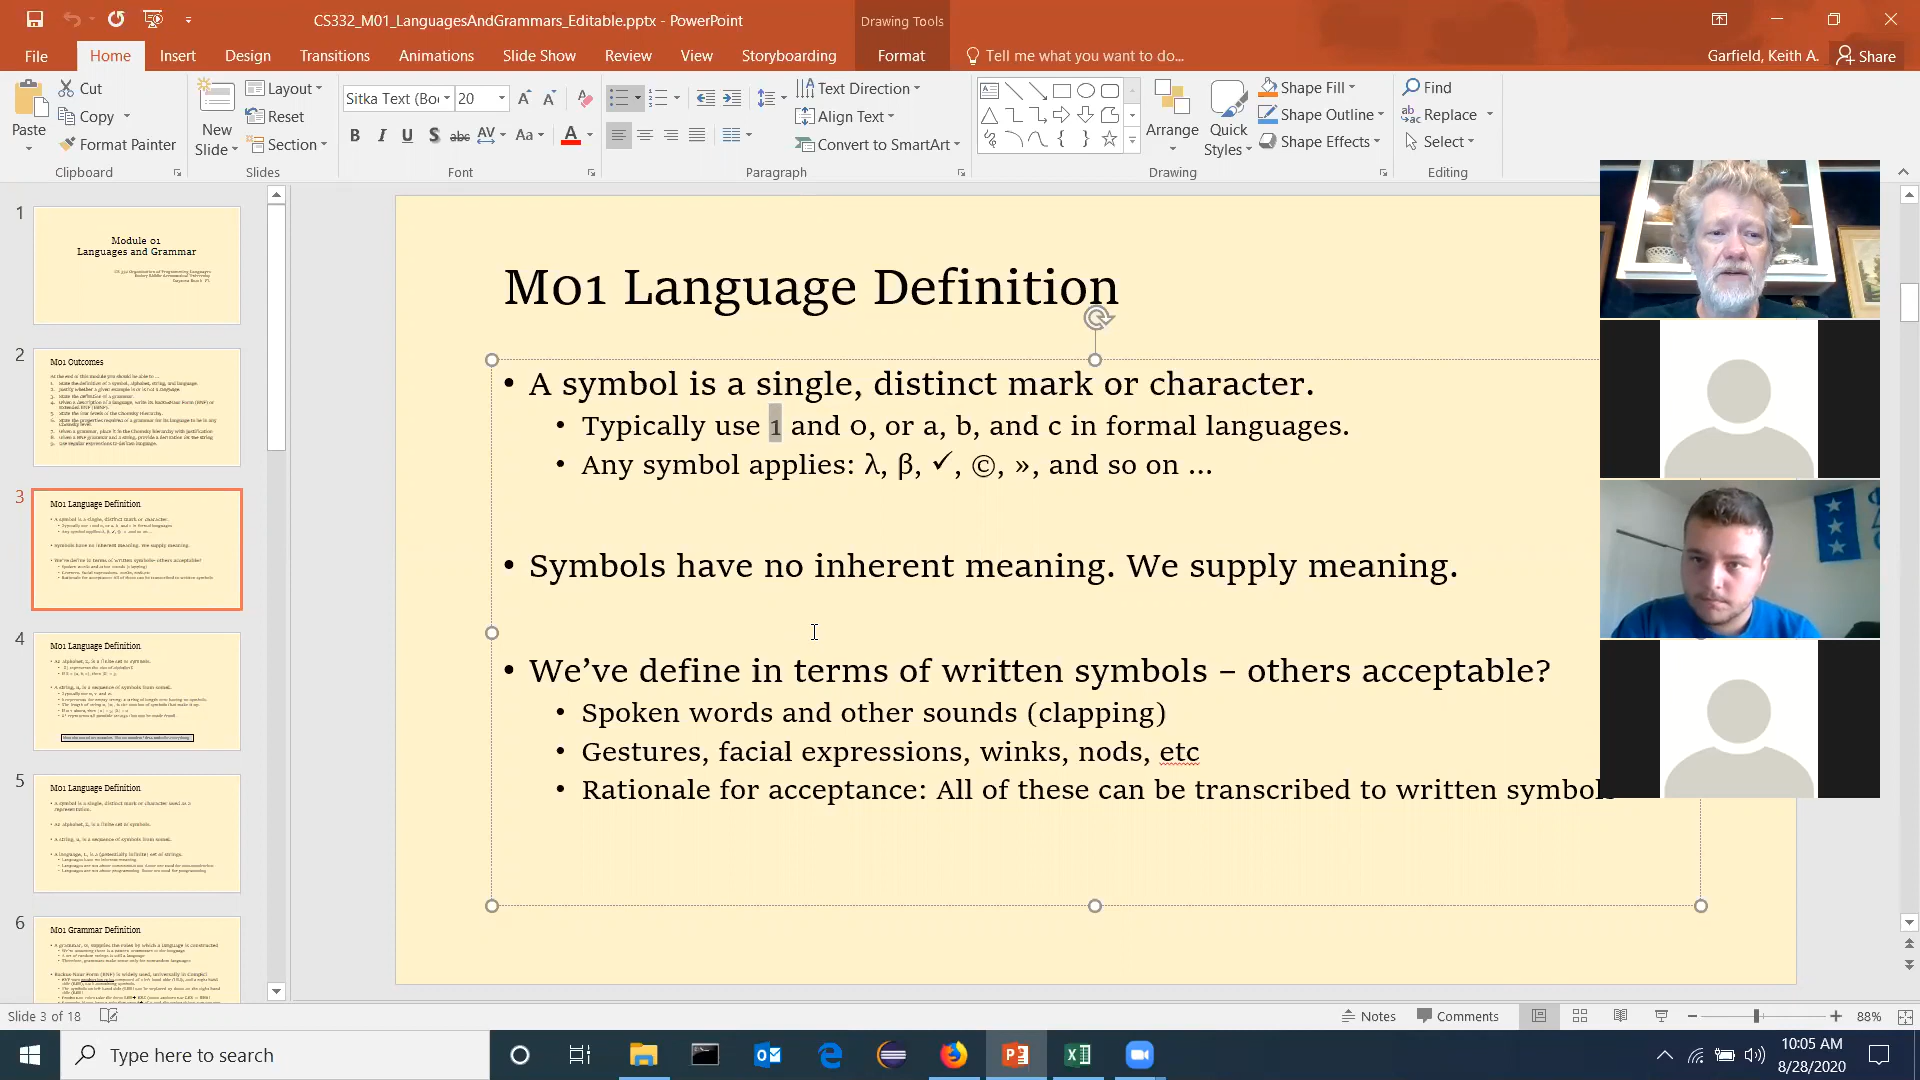 CS332_M01_LanguagesAndGrammars_Editable.pptx - PowerPoint
Drawing Tools
File
Home
Insert
Design
Transitions
Animations
Slide Show
Review
View
Storyboarding
Format
Tell me what you want to do...
Garfield, Keith A.
Share
Paste
Cut
Copy
Format Painter
Clipboard
New
Slide
Layout
Reset
Section
Slides
Sitka Text (Bo
20
Font
Text Direction
Align Text
Convert to SmartArt
Paragraph
Arrange
Quick
Styles
Shape Fill
Shape Outline
Shape Effects
Drawing
Find
Replace
Select
Editing
1
Module 01
Languages and Grammar
2
M01 Outcomes
3
M01 Language Definition
4
M01 Language Definition
5
M01 Language Definition
6
M01 Grammar Definition
M01 Language Definition
• A symbol is a single, distinct mark or character.
• Typically use 1 and 0, or a, b, and c in formal languages.
• Any symbol applies: λ, β, ✓, ©, », and so on …
• Symbols have no inherent meaning. We supply meaning.
• We’ve define in terms of written symbols – others acceptable?
• Spoken words and other sounds (clapping)
• Gestures, facial expressions, winks, nods, etc
• Rationale for acceptance: All of these can be transcribed to written symbols
Slide 3 of 18
Notes
Comments
88%
Type here to search
10:05 AM
8/28/2020